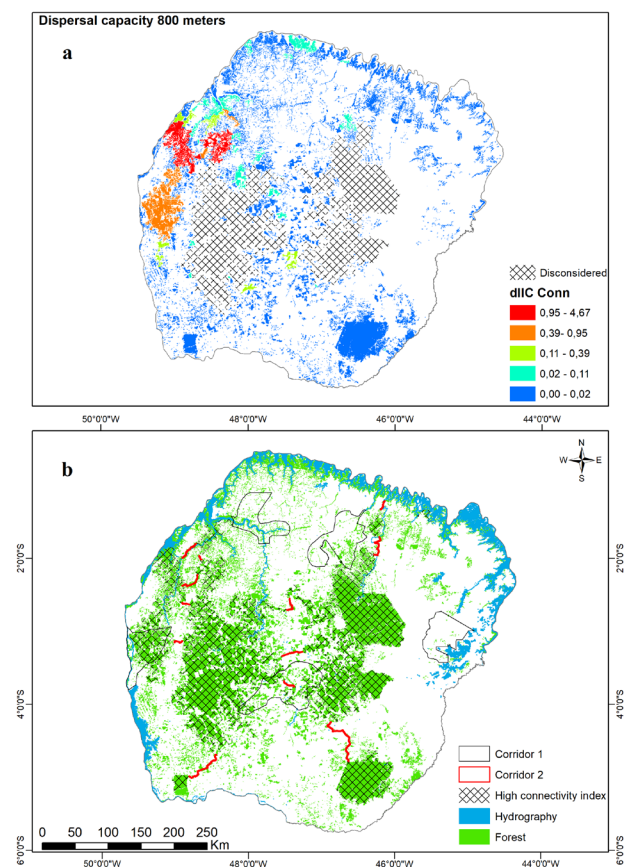 Dispersal capacity 800 meters
a
Disconsidered
dIIC Conn
0,95 - 4,67
0,39- 0,95
0,11 - 0,39
0,02 - 0,11
0,00 - 0,02
50°0'0"W 48°0'0"W 46°0'0"W 44°0'0"W
b
N
W E
S
2°0'0"S 2°0'0"S
4°0'0"S 4°0'0"S
Corridor 1
Corridor 2
High connectivity index
Hydrography
Forest
0 50 100 150 200 250
Km
6°0'0"S 6°0'0"S
50°0'0"W 48°0'0"W 46°0'0"W 44°0'0"W